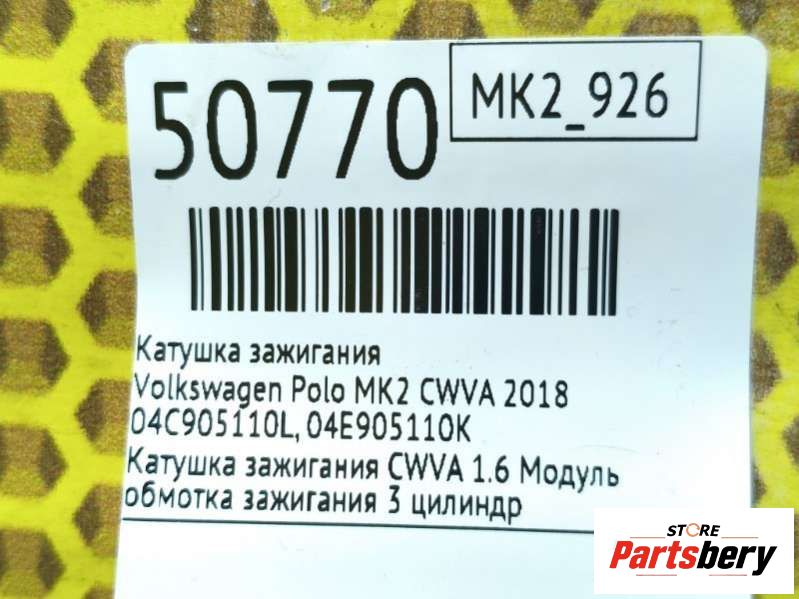 50770
MK2_926
Катушка зажигания
Volkswagen Polo MK2 CWVA 2018
04C905110L, 04E905110K
Катушка зажигания CWVA 1.6 Модуль
обмотка зажигания 3 цилиндр
STORE
Partsbery